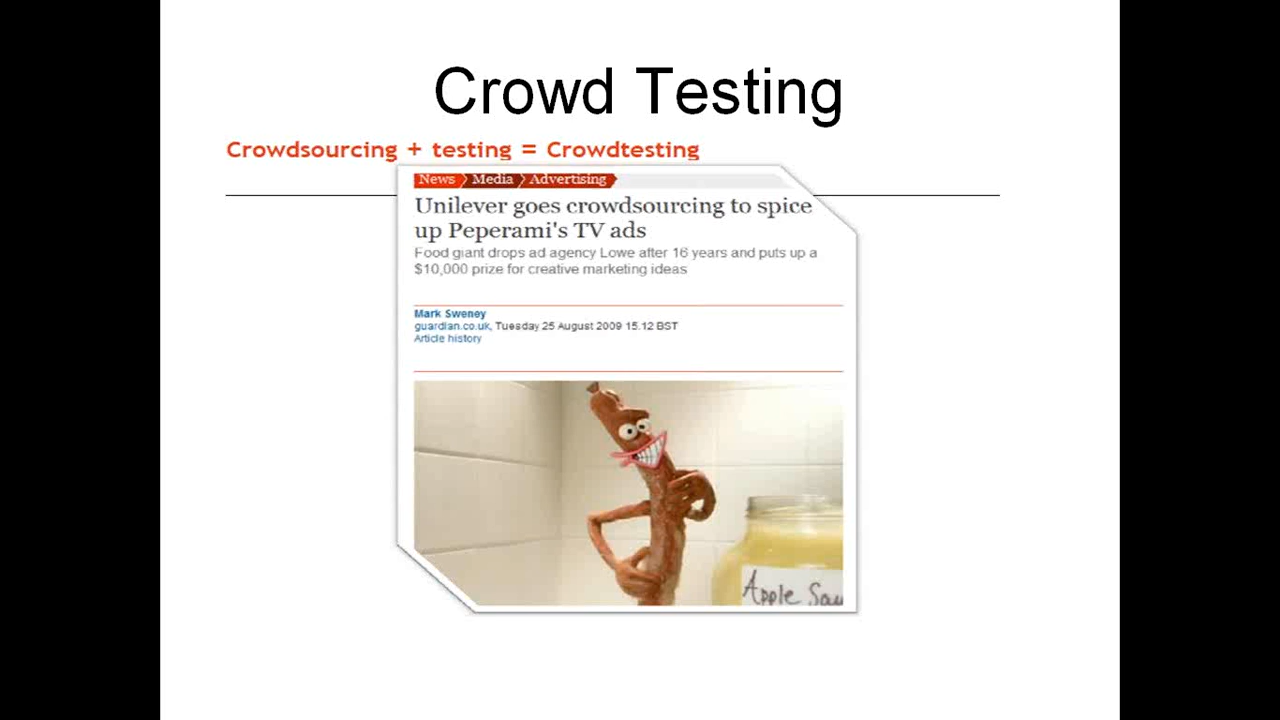 Crowd Testing
Crowdsourcing + testing = Crowdtesting
News Media Advertising
Unilever goes crowdsourcing to spice
up Peperami's TV ads
Food giant drops ad agency Lowe after 16 years and puts up a
$10,000 prize for creative marketing ideas
Mark Sweney
guardian.co.uk, Tuesday 25 August 2009 15.12 BST
Article history
Apple Sau